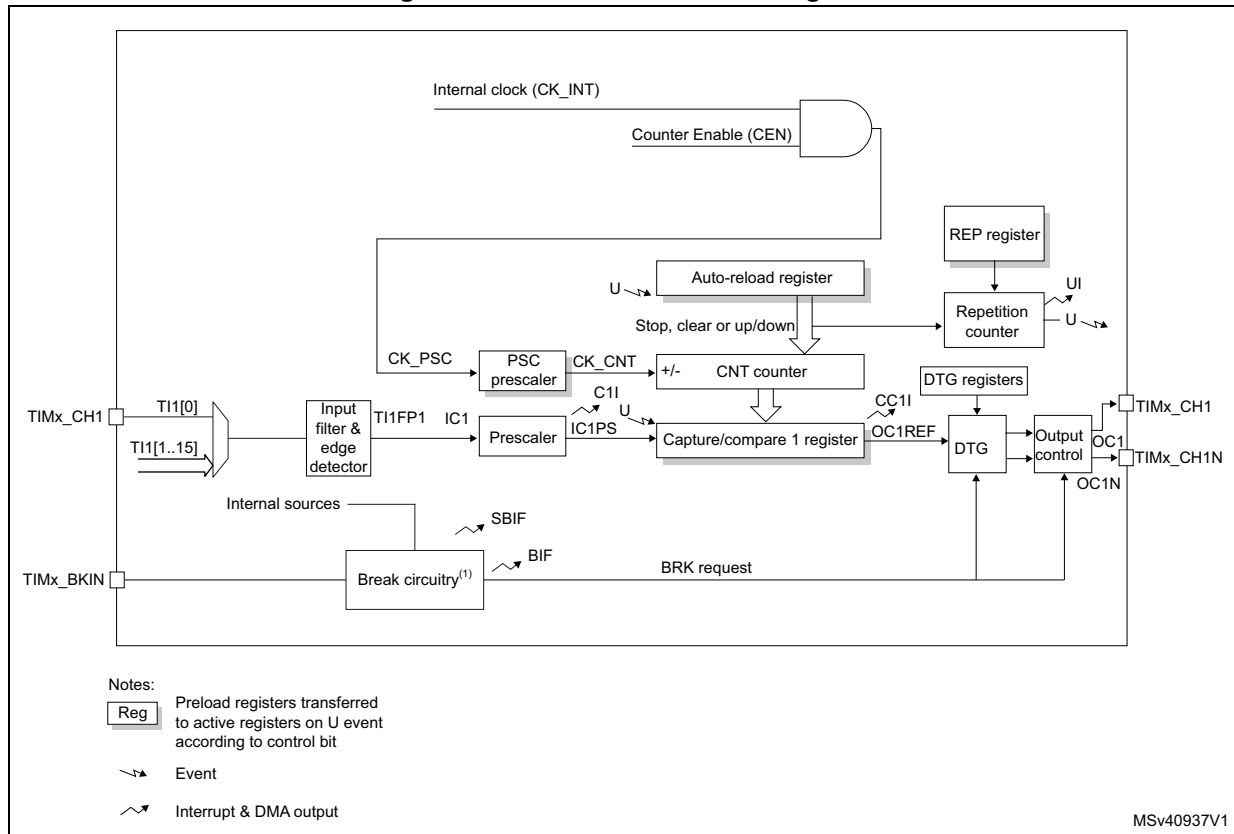 Internal clock (CK_INT)
Counter Enable (CEN)
REP register
Auto-reload register
U
UI
Stop, clear or up/down
Repetition
counter
U
CK_PSC
PSC
prescaler
CK_CNT
+/-
CNT counter
DTG registers
TIMx_CH1
TI1[0]
TI1[1..15]
Input
filter &
edge
detector
TI1FP1
IC1
Prescaler
C1I
IC1PS
U
Capture/compare 1 register
CC1I
OC1REF
DTG
Output
control
OC1
OC1N
TIMx_CH1
TIMx_CH1N
Internal sources
SBIF
BIF
TIMx_BKIN
Break circuitry(1)
BRK request
Notes:
Reg
Preload registers transferred
to active registers on U event
according to control bit
Event
Interrupt & DMA output
MSv40937V1